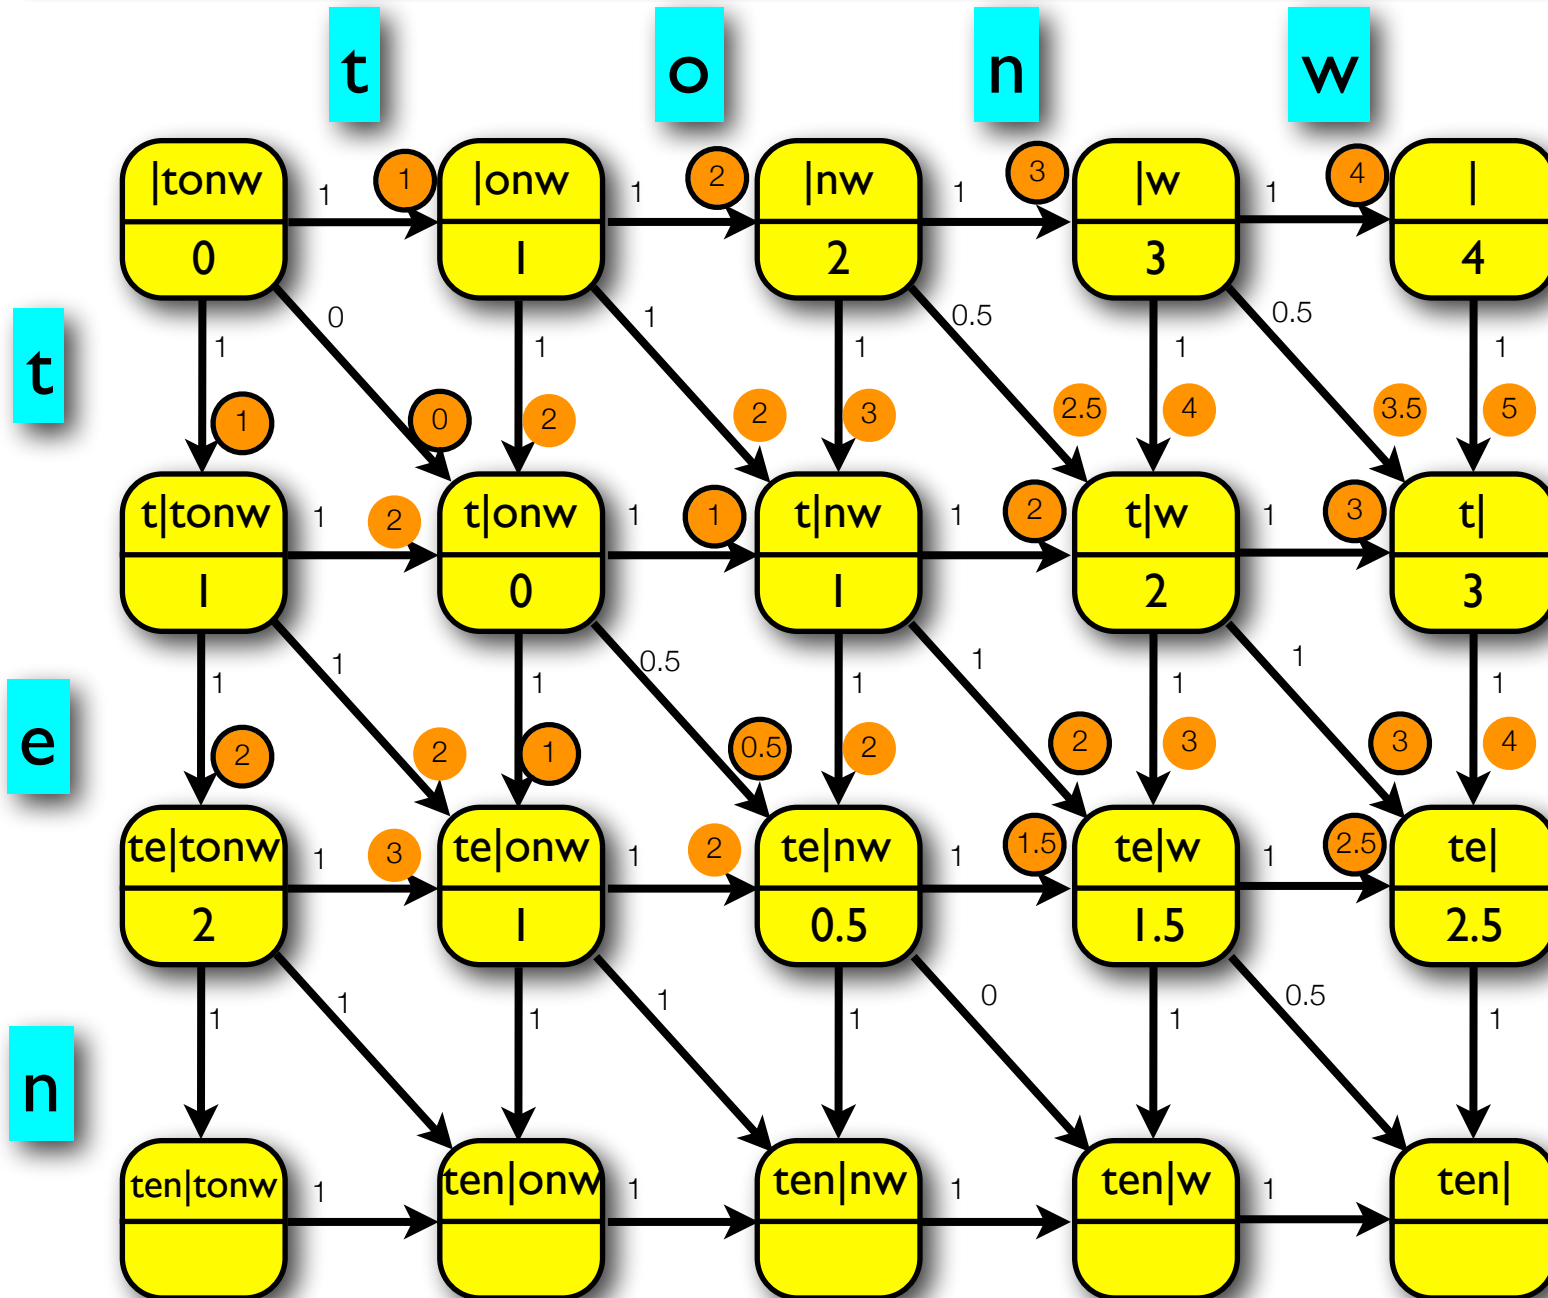 t o n w
|tonw 1 1 |onw 1 2 |nw 1 3 |w 1 4 |
0 1 2 3 4
t
0 1 0.5 0.5
1 1 1 1 1
1 0 2 2 3 2.5 4 3.5 5
t|tonw 1 2 t|onw 1 1 t|nw 1 2 t|w 1 3 t|
1 0 1 2 3
e
1 0.5 1 1
1 1 1 1 1
2 2 1 0.5 2 2 3 3 4
te|tonw 1 3 te|onw 1 2 te|nw 1 1.5 te|w 1 2.5 te|
2 1 0.5 1.5 2.5
n
1 1 0 0.5
1 1 1 1 1
ten|tonw 1 ten|onw 1 ten|nw 1 ten|w 1 ten|